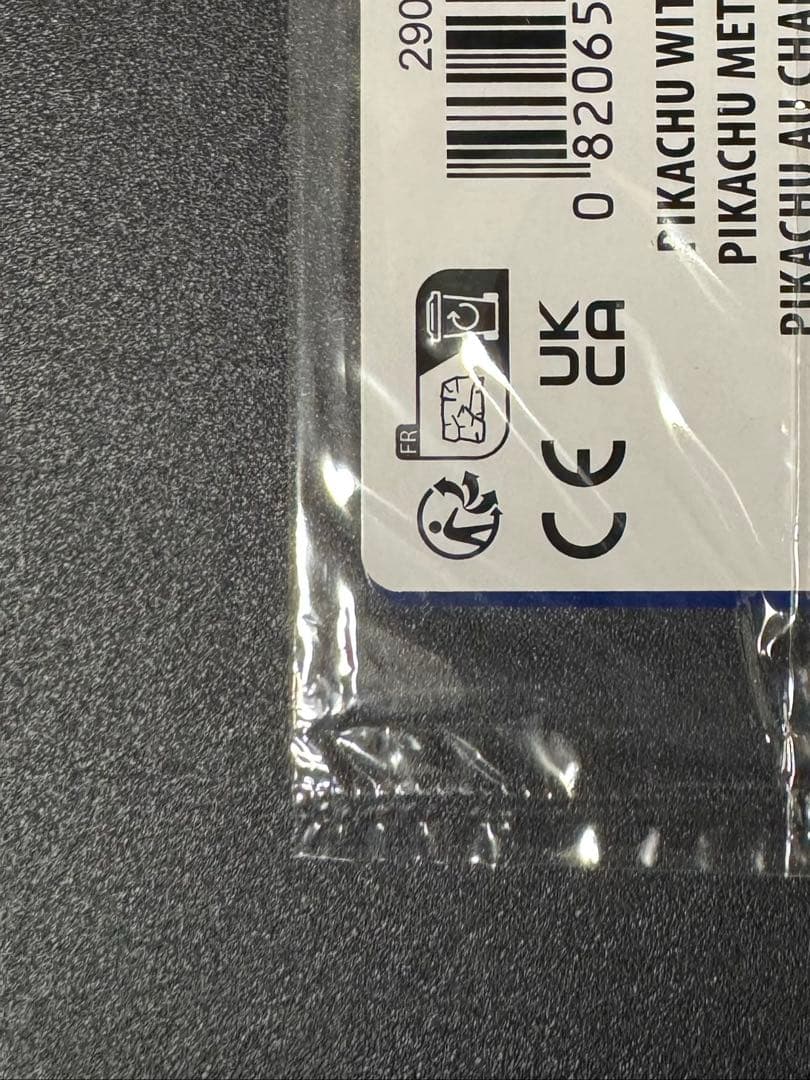 290
0 82065
PIKACHU WIT
PIKACHU MET
PIKACHU AU CHA
FR
UK
CA
CE